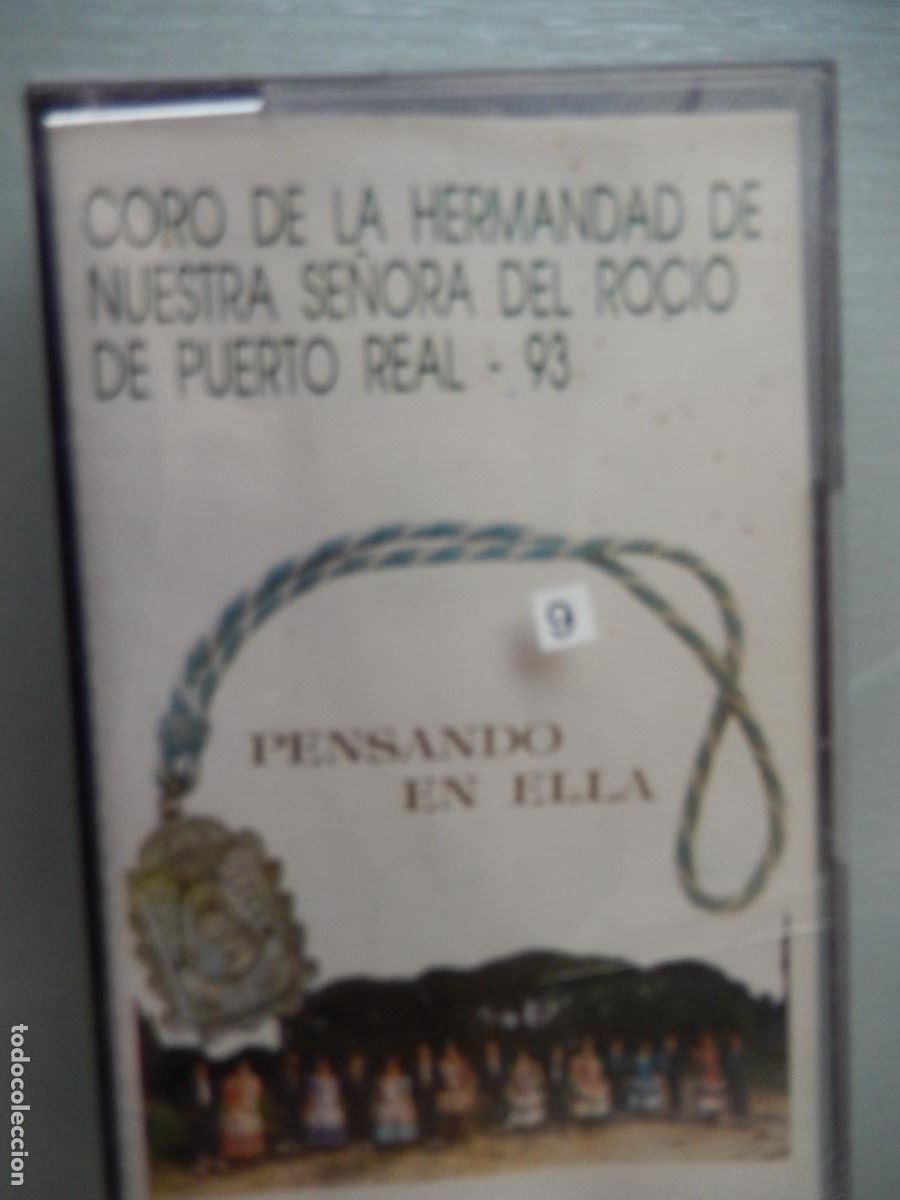 CORO DE LA HERMANDAD DE
NUESTRA SEÑORA DEL ROCIO
DE PUERTO REAL - 93
9
PENSANDO
EN ELLA
todocoleccion